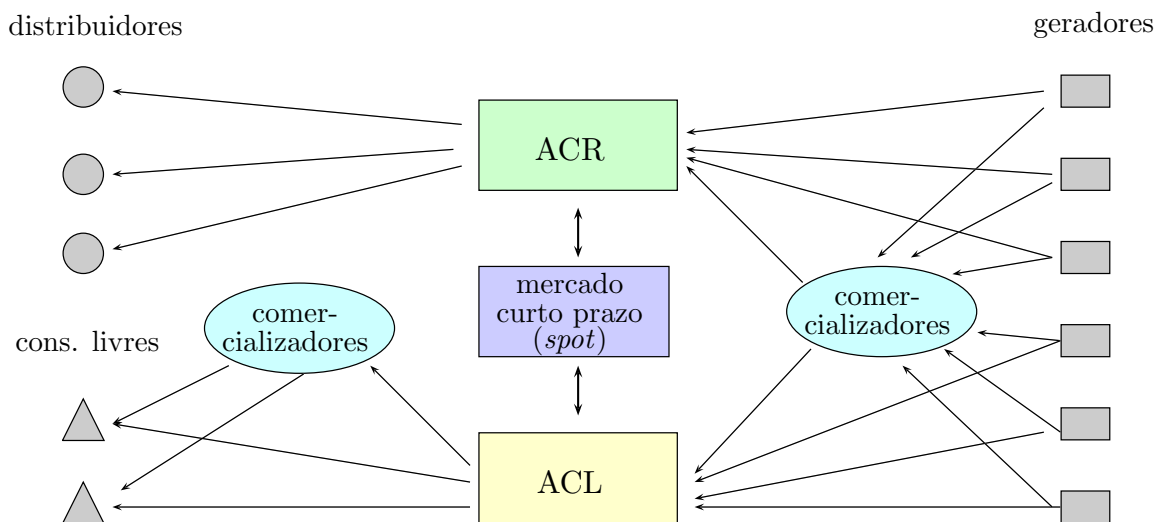 distribuidores
geradores
ACR
mercado
curto prazo
(spot)
comer-
cializadores
comer-
cializadores
cons. livres
ACL